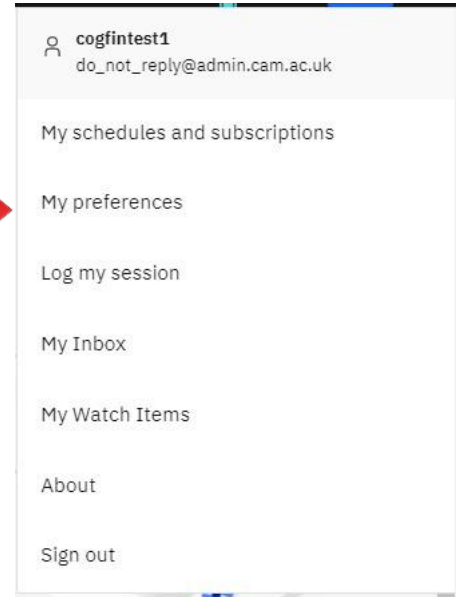 cogfintest1
do_not_reply@admin.cam.ac.uk
My schedules and subscriptions
My preferences
Log my session
My Inbox
My Watch Items
About
Sign out